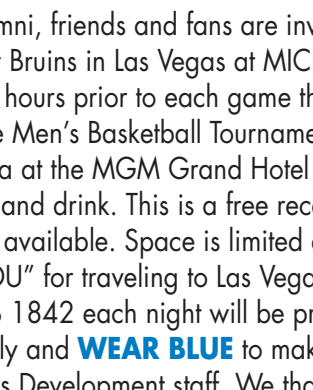 mni, friends and fans are inv
Bruins in Las Vegas at MIC
hours prior to each game th
Men's Basketball Tourname
a at the MGM Grand Hotel
and drink. This is a free rec
available. Space is limited
OU" for traveling to Las Vega
1842 each night will be pr
ly and WEAR BLUE to mak
s Development staff. We tha